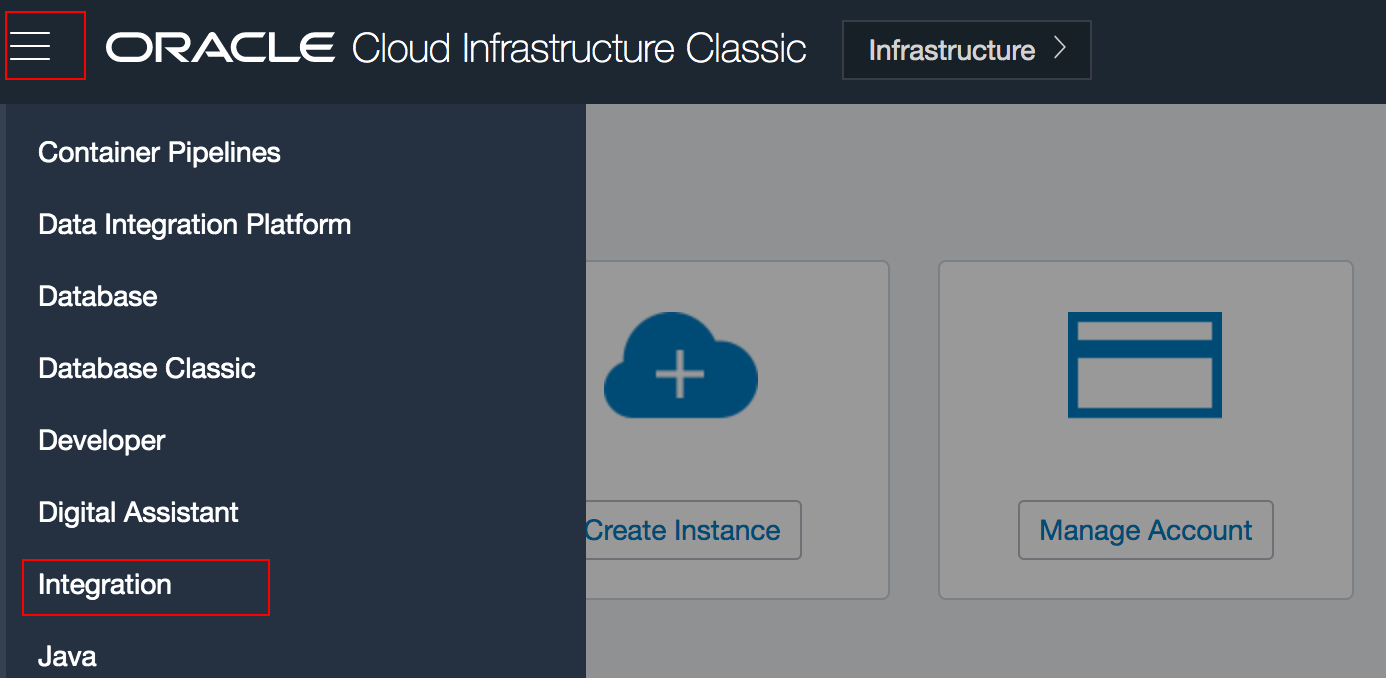 ORACLE Cloud Infrastructure Classic Infrastructure
Container Pipelines
Data Integration Platform
Database
Database Classic
Developer
Digital Assistant
Integration
Java
Create Instance
Manage Account